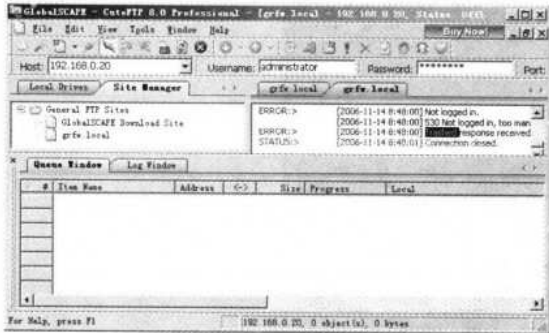 GlobalSCAPE - CuteFTP 8.0 Professional - [grfw local - 192.168.0.20, Status:
File Edit View Tools Window Help
Buy Now!
Host: 192.168.0.20 Username: administrator Password: ******** Port:
Local Drives Site Manager
grfw local grfw.local
General FTP Sites
GlobalSCAPE Download Site
grfw local
ERROR:> [2006-11-14 8:48:00] Not logged in.
[2006-11-14 8:48:00] 530 Not logged in, too man
ERROR:> [2006-11-14 8:48:00] response received
STATUS:> [2006-11-14 8:48:01] Connection closed.
Queue Window Log Window
# Item Name Address <-> Size Progress Local
For Help, press F1
192.168.0.20, 0 object(s), 0 bytes